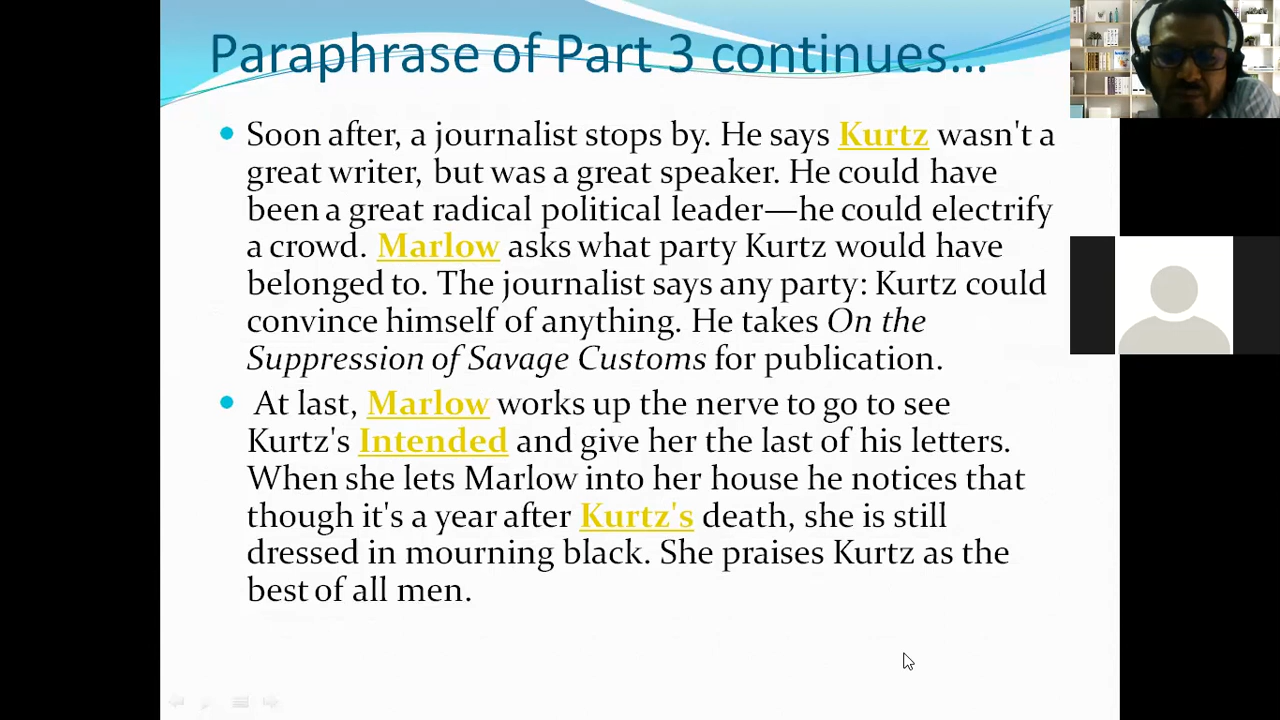 Paraphrase of Part 3 continues...
Soon after, a journalist stops by. He says Kurtz wasn't a
great writer, but was a great speaker. He could have
been a great radical political leader—he could electrify
a crowd. Marlow asks what party Kurtz would have
belonged to. The journalist says any party: Kurtz could
convince himself of anything. He takes On the
Suppression of Savage Customs for publication.
At last, Marlow works up the nerve to go to see
Kurtz's Intended and give her the last of his letters.
When she lets Marlow into her house he notices that
though it's a year after Kurtz's death, she is still
dressed in mourning black. She praises Kurtz as the
best of all men.